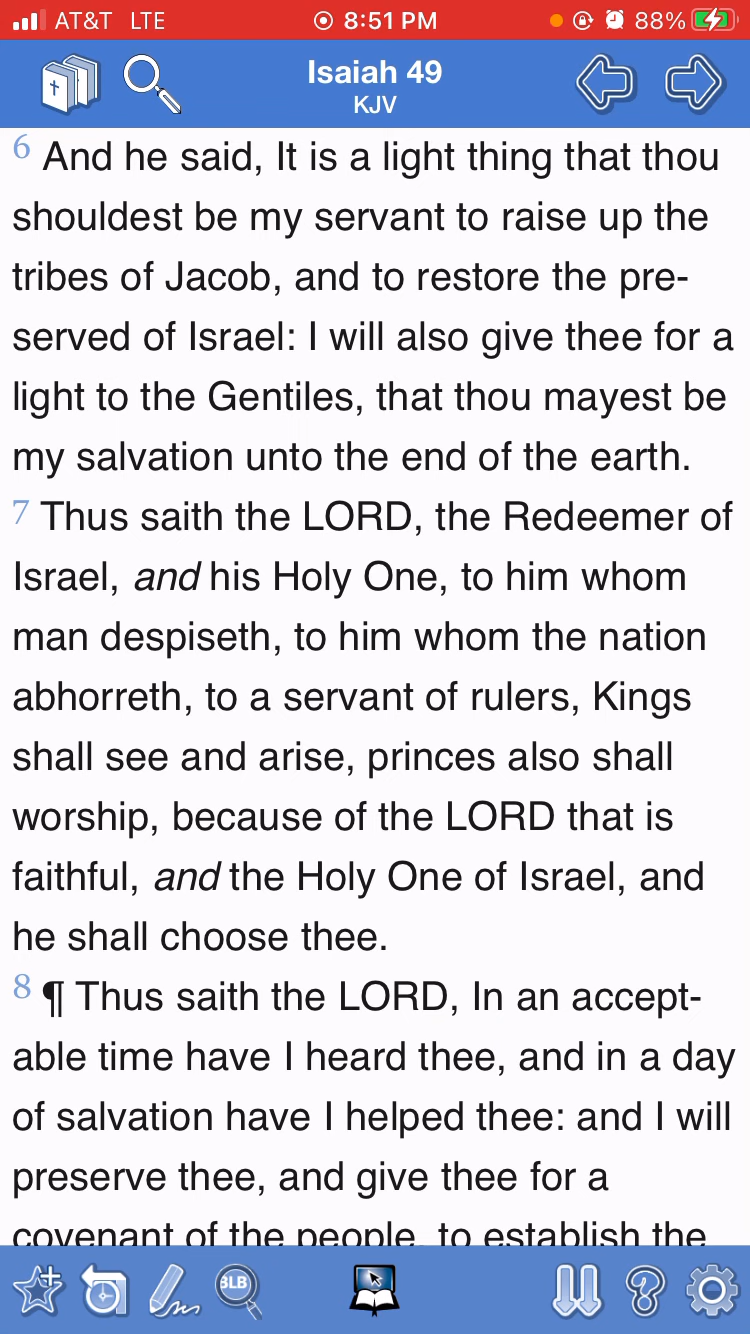 AT&T LTE 8:51 PM 88%
Isaiah 49
KJV
6 And he said, It is a light thing that thou
shouldest be my servant to raise up the
tribes of Jacob, and to restore the pre-
served of Israel: I will also give thee for a
light to the Gentiles, that thou mayest be
my salvation unto the end of the earth.
7 Thus saith the LORD, the Redeemer of
Israel, and his Holy One, to him whom
man despiseth, to him whom the nation
abhorreth, to a servant of rulers, Kings
shall see and arise, princes also shall
worship, because of the LORD that is
faithful, and the Holy One of Israel, and
he shall choose thee.
8 ¶ Thus saith the LORD, In an accept-
able time have I heard thee, and in a day
of salvation have I helped thee: and I will
preserve thee, and give thee for a
covenant of the people, to establish the
BLB